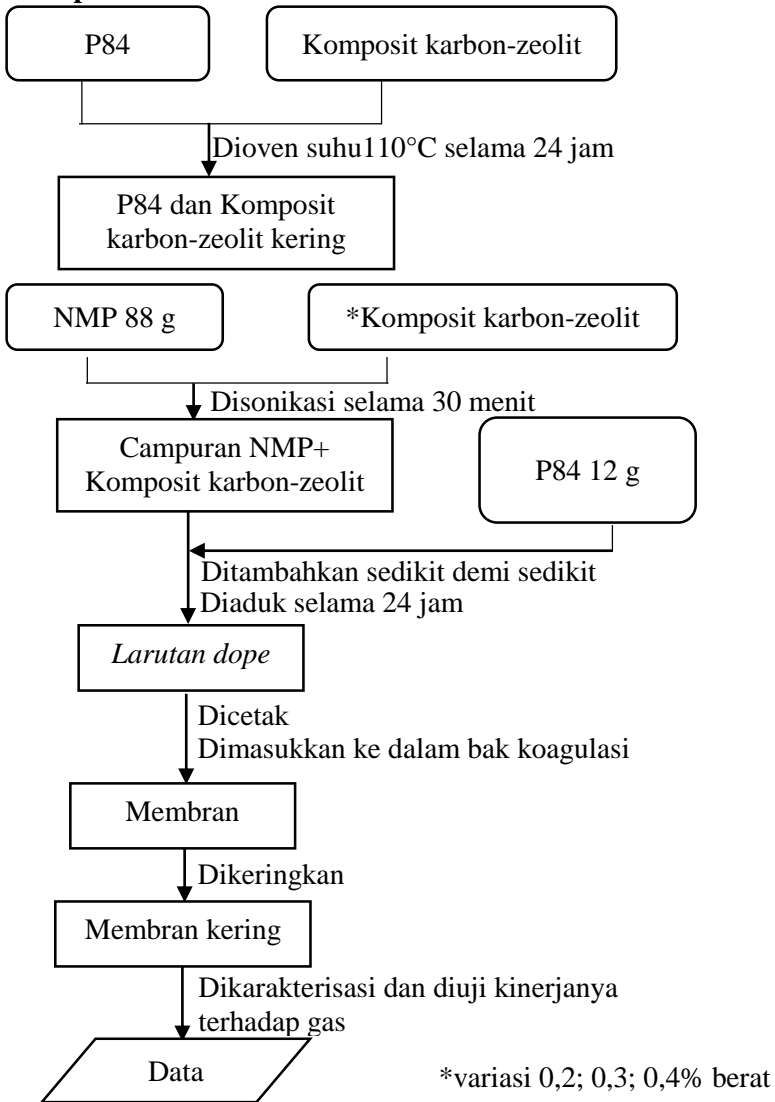 P84
Komposit karbon-zeolit
Dioven suhu110°C selama 24 jam
P84 dan Komposit
karbon-zeolit kering
NMP 88 g
*Komposit karbon-zeolit
Disonikasi selama 30 menit
Campuran NMP+
Komposit karbon-zeolit
P84 12 g
Ditambahkan sedikit demi sedikit
Diaduk selama 24 jam
Larutan dope
Dicetak
Dimasukkan ke dalam bak koagulasi
Membran
Dikeringkan
Membran kering
Dikarakterisasi dan diuji kinerjanya
terhadap gas
Data
*variasi 0,2; 0,3; 0,4% berat